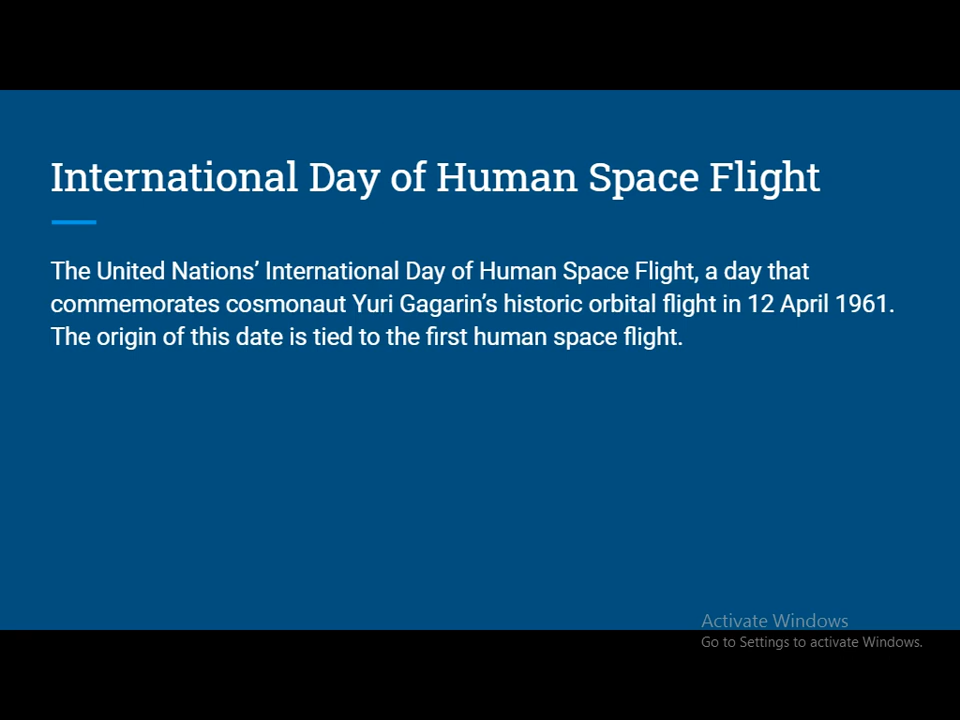 International Day of Human Space Flight
The United Nations’ International Day of Human Space Flight, a day that
commemorates cosmonaut Yuri Gagarin’s historic orbital flight in 12 April 1961.
The origin of this date is tied to the first human space flight.
Activate Windows
Go to Settings to activate Windows.